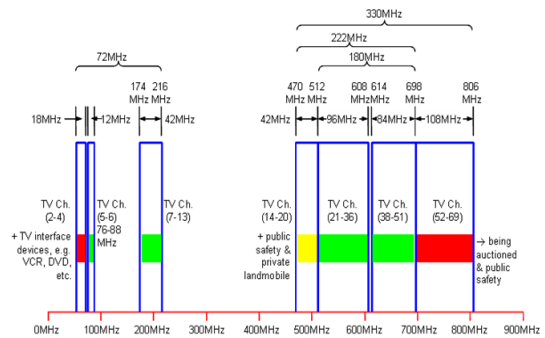 330MHz
222MHz
72MHz
180MHz
174 216
MHz MHz
470 512
MHz MHz
608 614
MHz MHz
698
MHz
806
MHz
18MHz
12MHz
42MHz
42MHz
96MHz
84MHz
108MHz
TV Ch.
(2-4)
+ TV interface
devices, e.g.
VCR, DVD,
etc.
TV Ch.
(5-6)
76-88
MHz
TV Ch.
(7-13)
TV Ch.
(14-20)
+ public
safety &
private
landmobile
TV Ch.
(21-36)
TV Ch.
(38-51)
TV Ch.
(52-69)
→ being
auctioned
& public
safety
0MHz 100MHz 200MHz 300MHz 400MHz 500MHz 600MHz 700MHz 800MHz 900MHz